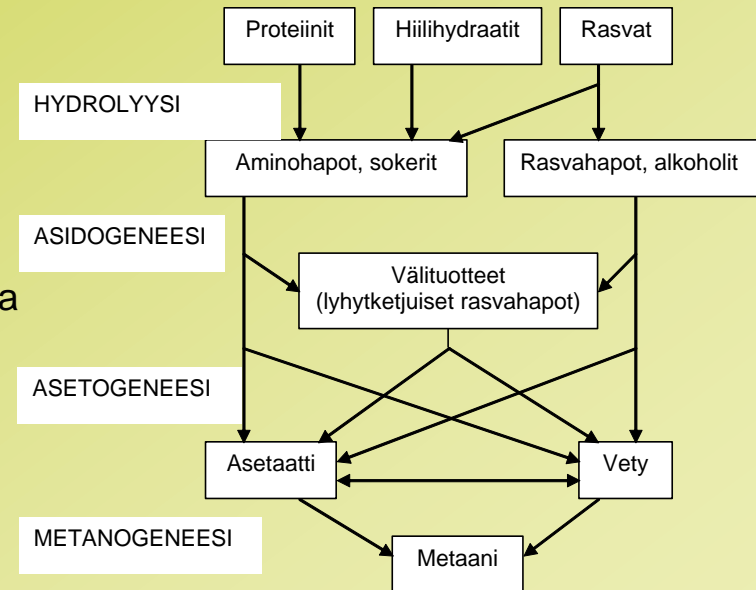 Proteiinit
Hiilihydraatit
Rasvat
HYDROLYYSI
Aminohapot, sokerit
Rasvahapot, alkoholit
ASIDOGENEESI
Välituotteet
(lyhytketjuiset rasvahapot)
a
ASETOGENEESI
Asetaatti
Vety
METANOGENEESI
Metaani